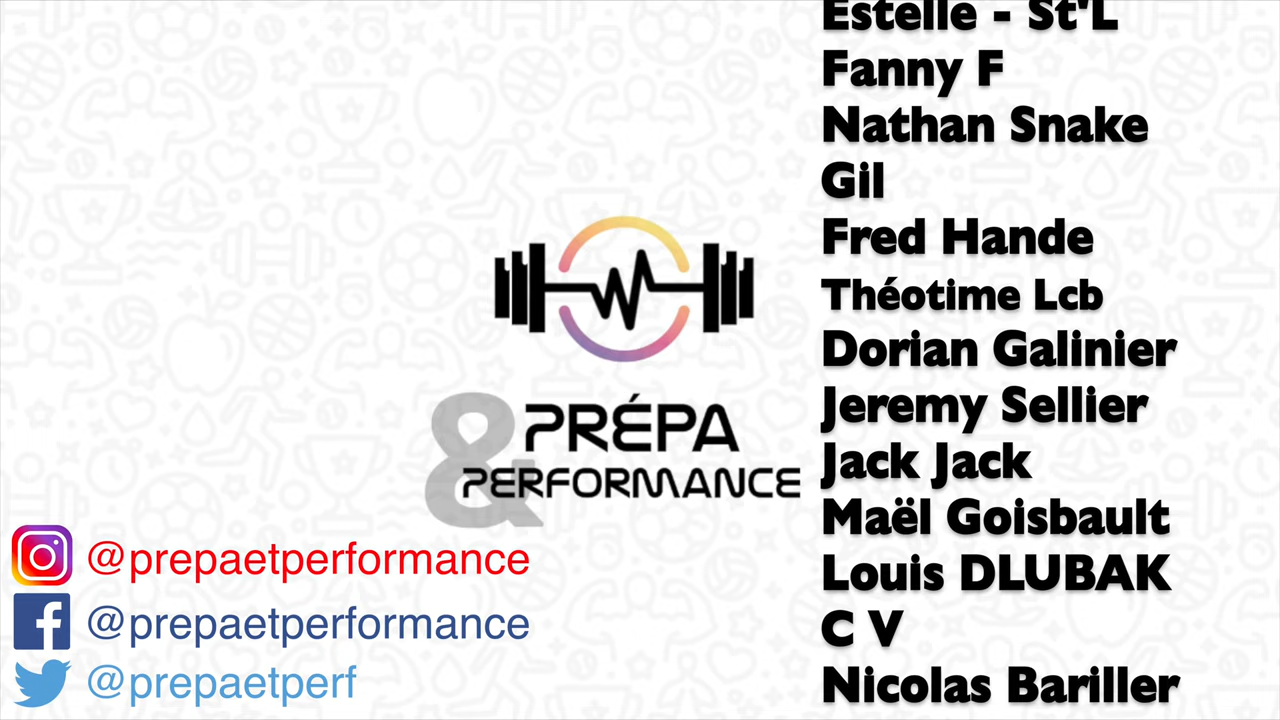 Estelle - St'L
Fanny F
Nathan Snake
Gil
Fred Hande
Théotime Lcb
Dorian Galinier
Jeremy Sellier
Jack Jack
Maël Goisbault
Louis DLUBAK
C V
Nicolas Bariller
&
PRÉPA
PERFORMANCE
@prepaetperformance
@prepaetperformance
@prepaetperf